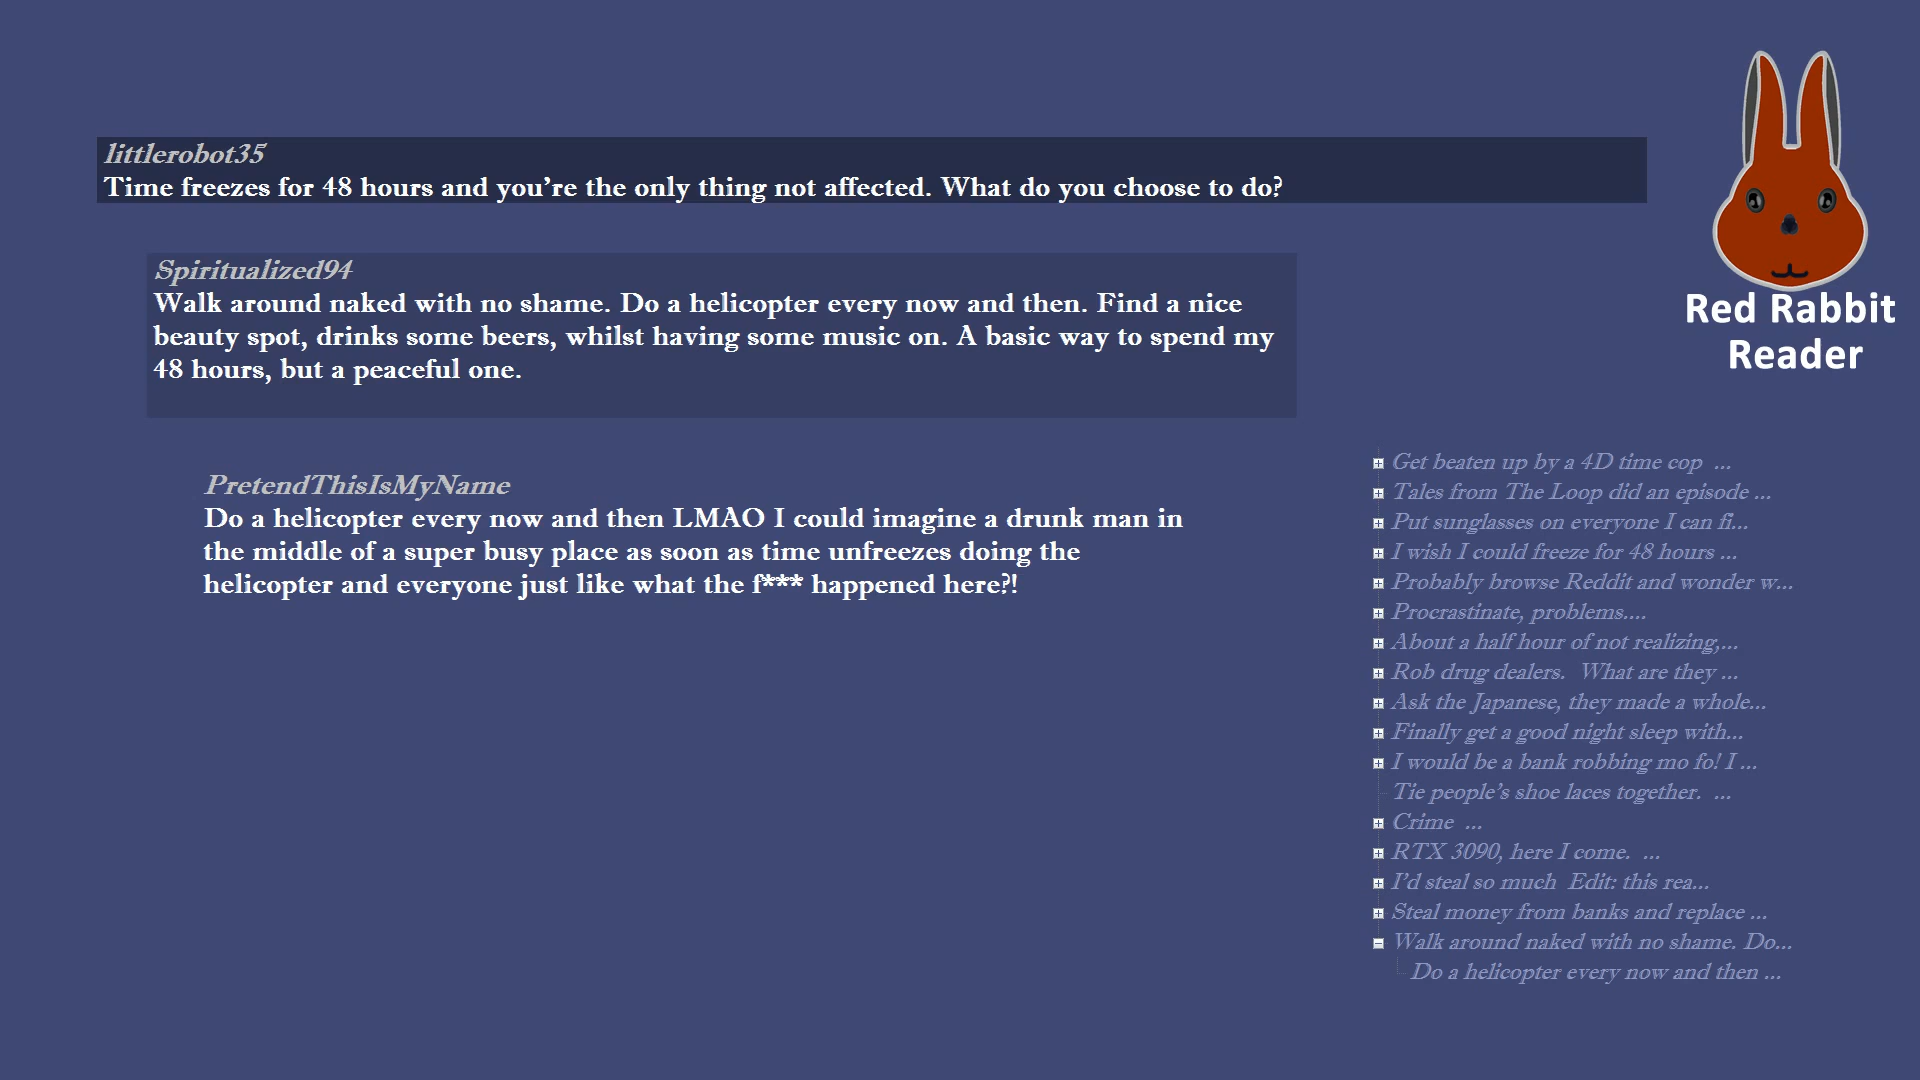 littlerobot35
Time freezes for 48 hours and you're the only thing not affected. What do you choose to do?
Spiritualized94
Walk around naked with no shame. Do a helicopter every now and then. Find a nice
beauty spot, drinks some beers, whilst having some music on. A basic way to spend my
48 hours, but a peaceful one.
PretendThisIsMyName
Do a helicopter every now and then LMAO I could imagine a drunk man in
the middle of a super busy place as soon as time unfreezes doing the
helicopter and everyone just like what the f*** happened here?!
Red Rabbit
Reader
Get beaten up by a 4D time cop ...
Tales from The Loop did an episode ...
Put sunglasses on everyone I can fi...
I wish I could freeze for 48 hours ...
Probably browse Reddit and wonder w...
Procrastinate, problems....
About a half hour of not realizing,...
Rob drug dealers. What are they ...
Ask the Japanese, they made a whole...
Finally get a good night sleep with...
I would be a bank robbing mo fo! I ...
Tie people's shoe laces together. ...
Crime ...
RTX 3090, here I come. ...
I'd steal so much Edit: this rea...
Steal money from banks and replace ...
Walk around naked with no shame. Do...
Do a helicopter every now and then ...